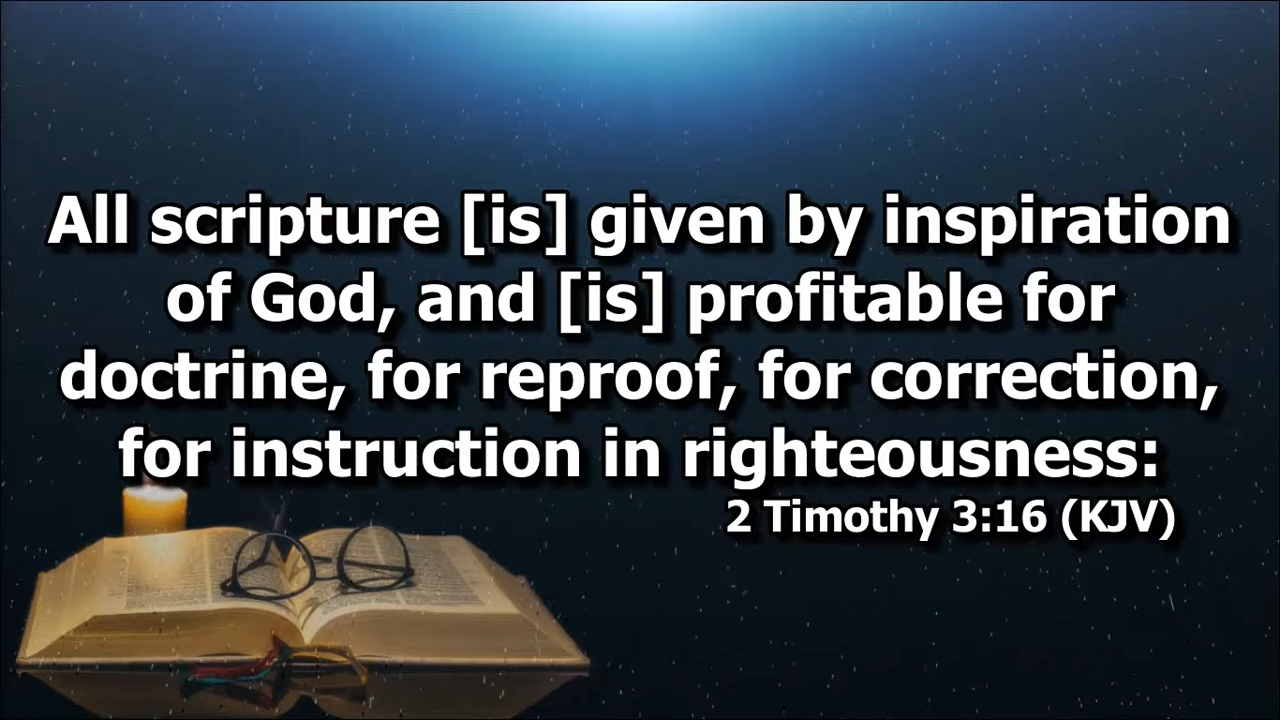 All scripture [is] given by inspiration
of God, and [is] profitable for
doctrine, for reproof, for correction,
for instruction in righteousness:
2 Timothy 3:16 (KJV)